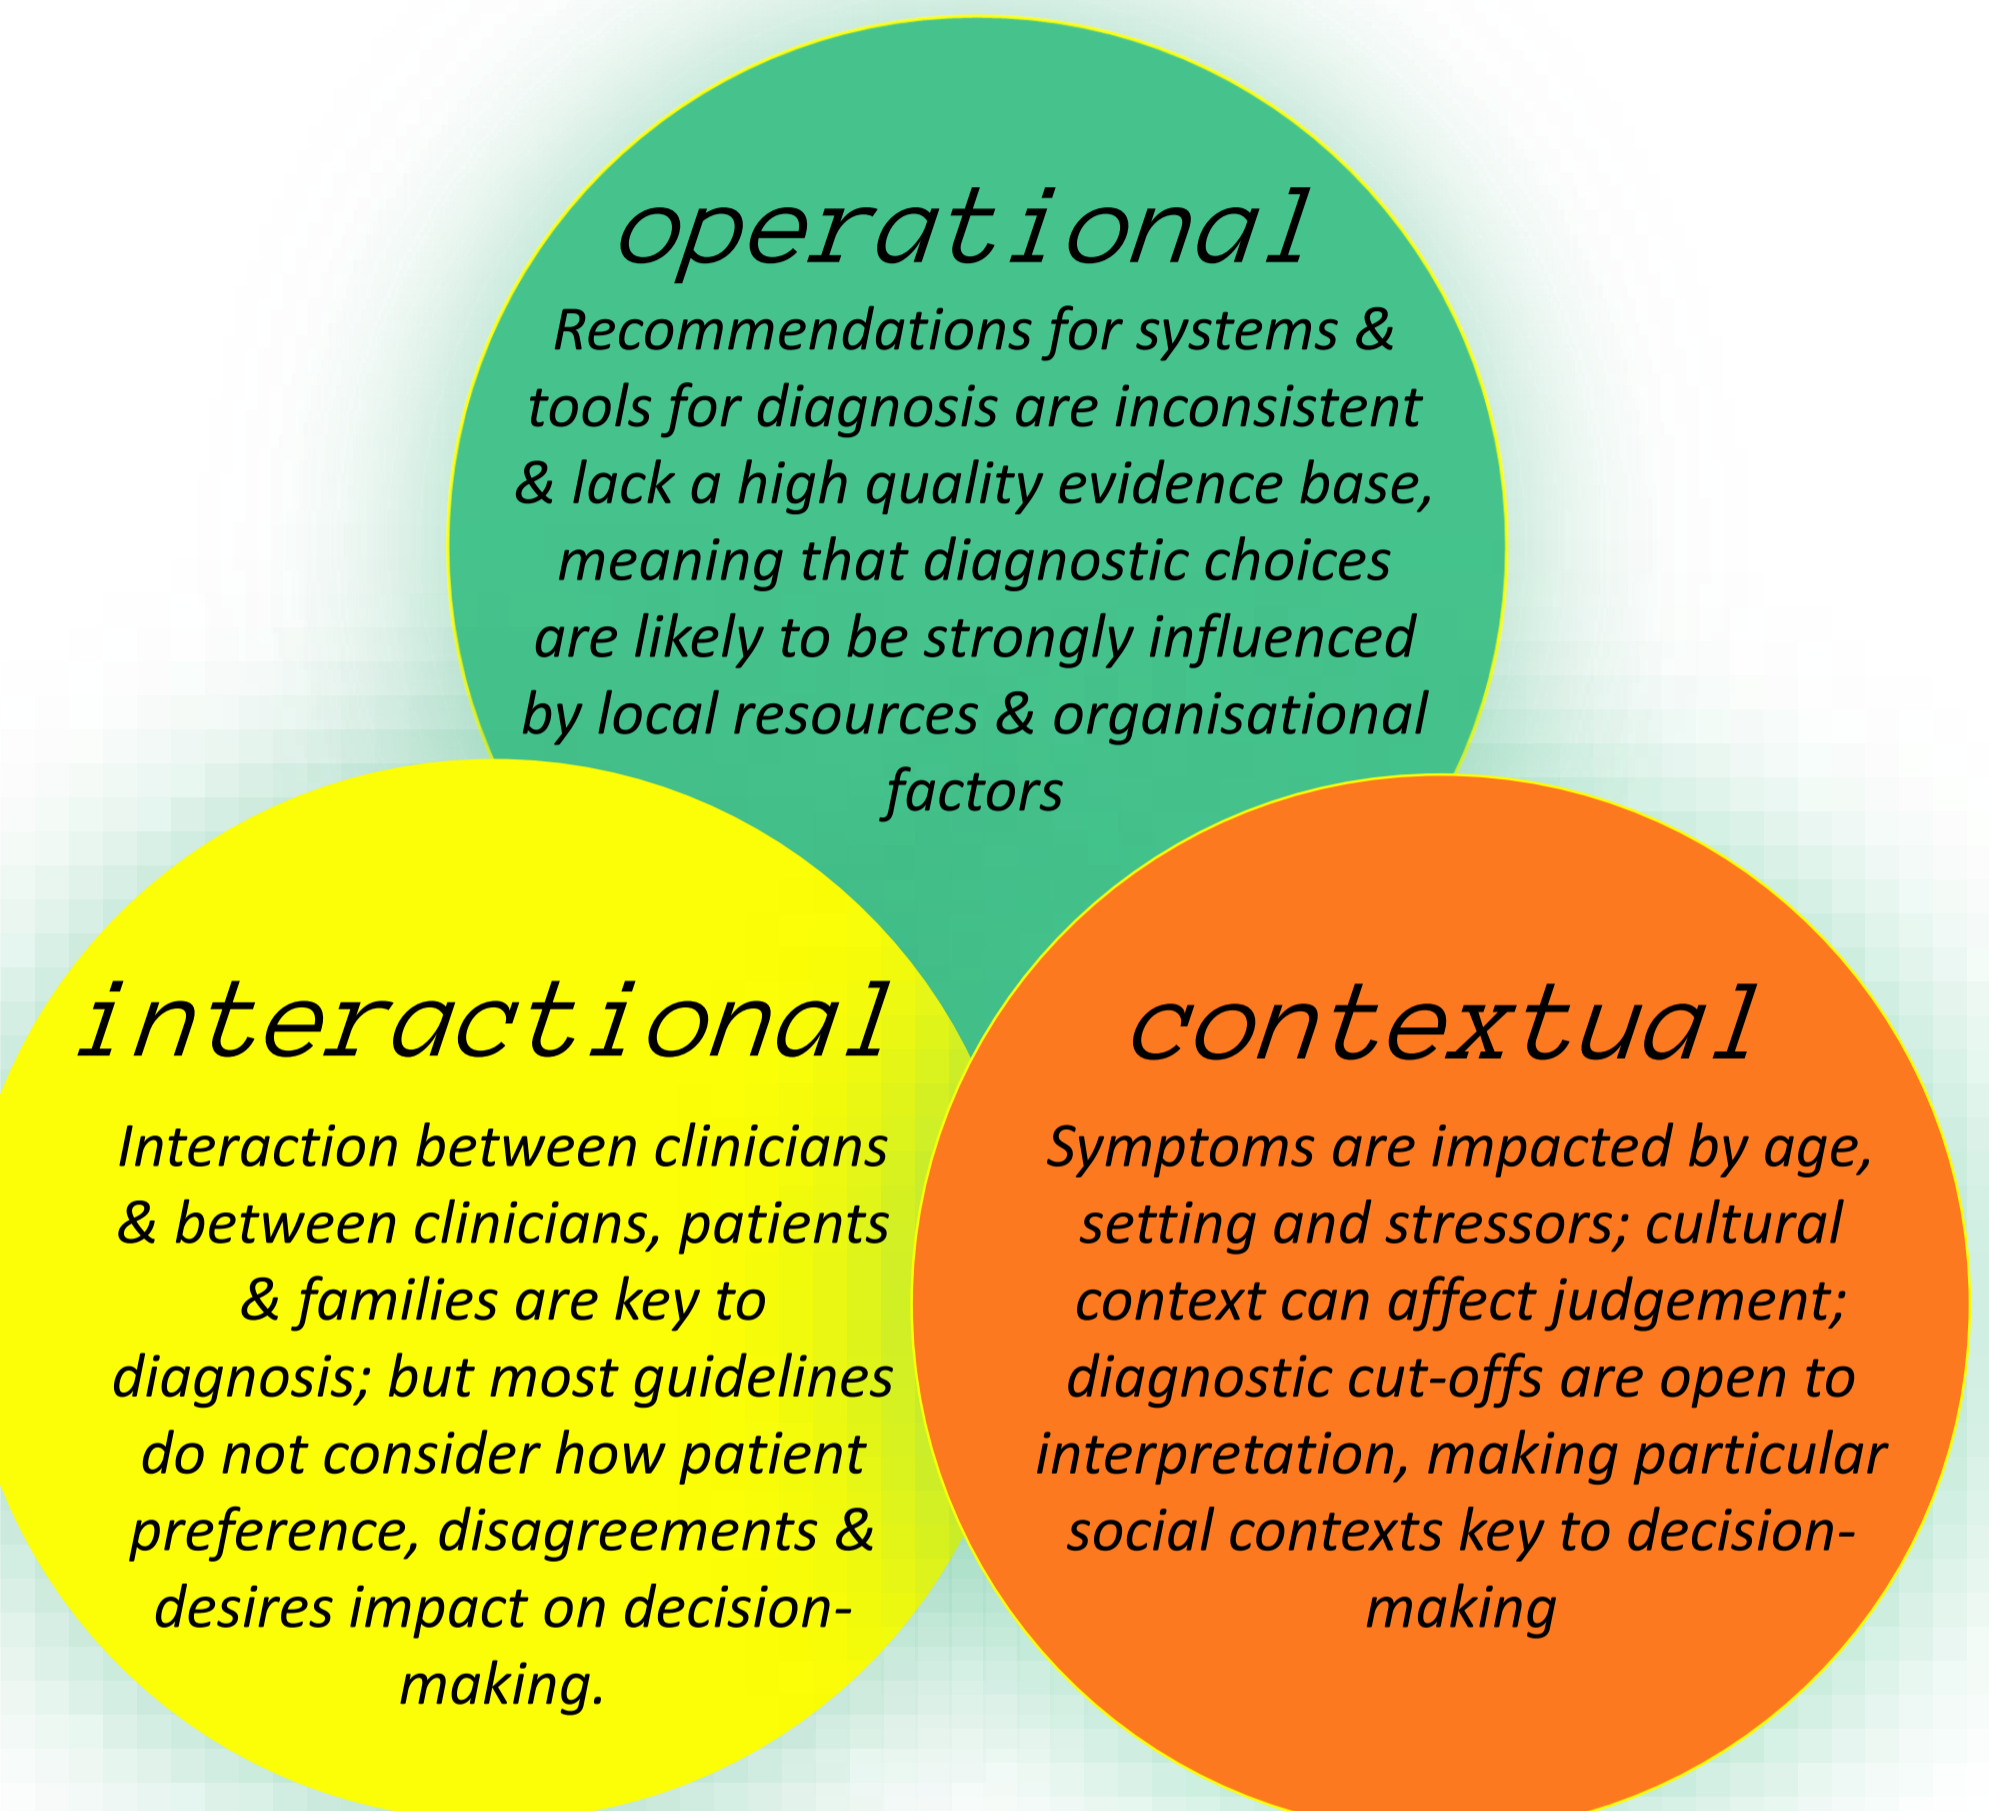 operational
Recommendations for systems &
tools for diagnosis are inconsistent
& lack a high quality evidence base,
meaning that diagnostic choices
are likely to be strongly influenced
by local resources & organisational
factors
interactional
Interaction between clinicians
& between clinicians, patients
& families are key to
diagnosis; but most guidelines
do not consider how patient
preference, disagreements &
desires impact on decision-
making.
contextual
Symptoms are impacted by age,
setting and stressors; cultural
context can affect judgement;
diagnostic cut-offs are open to
interpretation, making particular
social contexts key to decision-
making